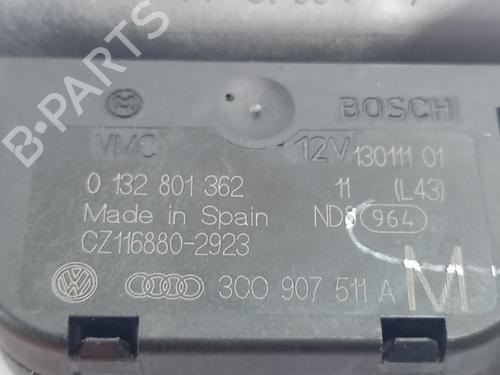 B-PARTS
BOSCH
VMC 12V 130111 01
0 132 801 362 11 (L43)
Made in Spain ND8 964
CZ116880-2923
3C0 907 511 A M